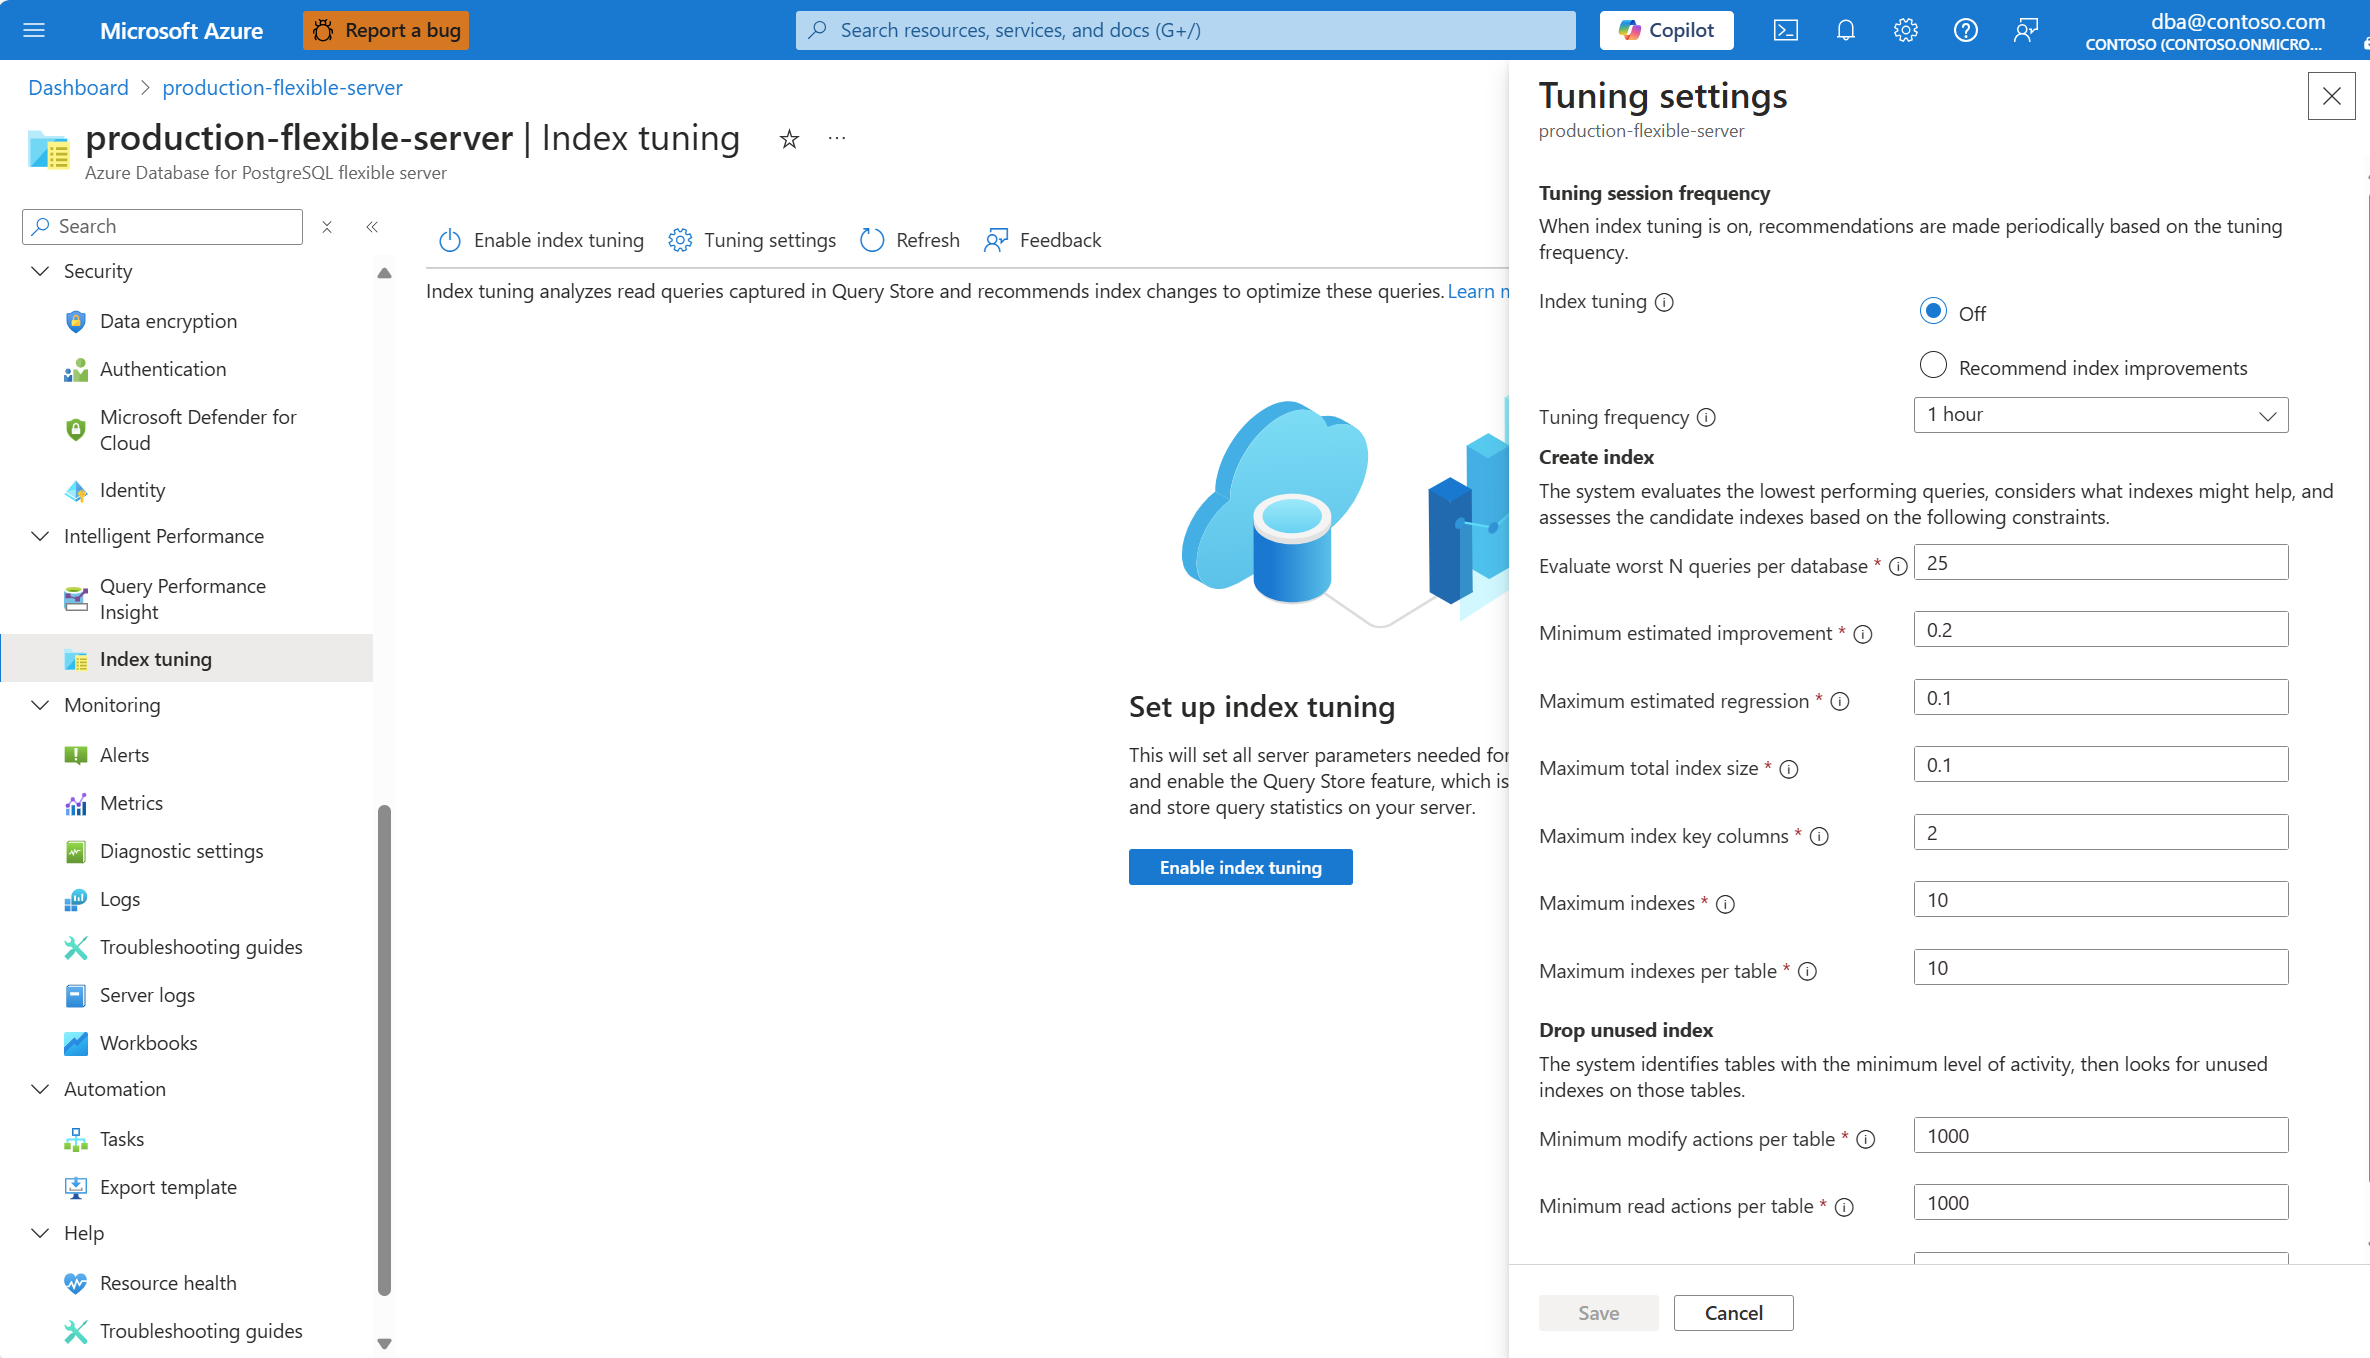 Microsoft Azure
Report a bug
Search resources, services, and docs (G+/)
Copilot
dba@contoso.com
CONTOSO (CONTOSO.ONMICRO...
Dashboard > production-flexible-server
production-flexible-server | Index tuning
Azure Database for PostgreSQL flexible server
Search
Security
Data encryption
Authentication
Microsoft Defender for
Cloud
Identity
Intelligent Performance
Query Performance
Insight
Index tuning
Monitoring
Alerts
Metrics
Diagnostic settings
Logs
Troubleshooting guides
Server logs
Workbooks
Automation
Tasks
Export template
Help
Resource health
Troubleshooting guides
Enable index tuning
Tuning settings
Refresh
Feedback
Index tuning analyzes read queries captured in Query Store and recommends index changes to optimize these queries. Learn
Set up index tuning
This will set all server parameters needed for
and enable the Query Store feature, which is
and store query statistics on your server.
Enable index tuning
Tuning settings
production-flexible-server
Tuning session frequency
When index tuning is on, recommendations are made periodically based on the tuning
frequency.
Index tuning
Off
Recommend index improvements
Tuning frequency
1 hour
Create index
The system evaluates the lowest performing queries, considers what indexes might help, and
assesses the candidate indexes based on the following constraints.
Evaluate worst N queries per database * 25
Minimum estimated improvement * 0.2
Maximum estimated regression * 0.1
Maximum total index size * 0.1
Maximum index key columns * 2
Maximum indexes * 10
Maximum indexes per table * 10
Drop unused index
The system identifies tables with the minimum level of activity, then looks for unused
indexes on those tables.
Minimum modify actions per table * 1000
Minimum read actions per table * 1000
Save
Cancel